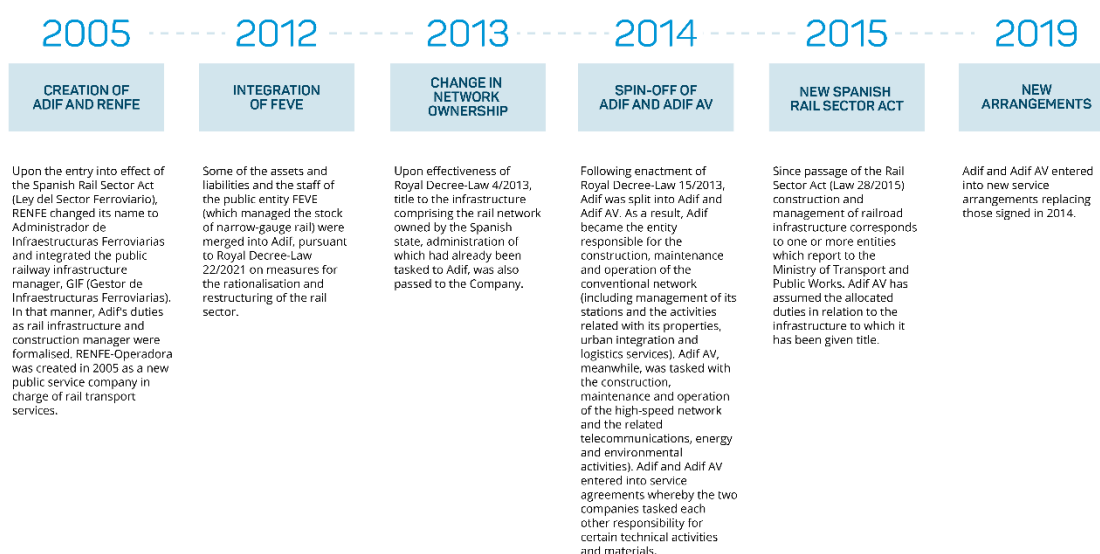 2005
2012
2013
2014
2015
2019
CREATION OF
ADIF AND RENFE
INTEGRATION
OF FEVE
CHANGE IN
NETWORK
OWNERSHIP
SPIN-OFF OF
ADIF AND ADIF AV
NEW SPANISH
RAIL SECTOR ACT
NEW
ARRANGEMENTS
Upon the entry into effect of
the Spanish Rail Sector Act
(Ley del Sector Ferroviario),
RENFE changed its name to
Administrador de
Infraestructuras Ferroviarias
and integrated the public
railway infrastructure
manager, GIF (Gestor de
Infraestructuras Ferroviarias).
In that manner, Adif's duties
as rail infrastructure and
construction manager were
formalised. RENFE-Operadora
was created in 2005 as a new
public service company in
charge of rail transport
services.
Some of the assets and
liabilities and the staff of
the public entity FEVE
(which managed the stock
of narrow-gauge rail) were
merged into Adif, pursuant
to Royal Decree-Law
22/2021 on measures for
the rationalisation and
restructuring of the rail
sector.
Upon effectiveness of
Royal Decree-Law 4/2013,
title to the infrastructure
comprising the rail network
owned by the Spanish
state, administration of
which had already been
tasked to Adif, was also
passed to the Company.
Following enactment of
Royal Decree-Law 15/2013,
Adif was split into Adif and
Adif AV. As a result, Adif
became the entity
responsible for the
construction, maintenance
and operation of the
conventional network
(including management of its
stations and the activities
related with its properties,
urban integration and
logistics services). Adif AV,
meanwhile, was tasked with
the construction,
maintenance and operation
of the high-speed network
and the related
telecommunications, energy
and environmental
activities). Adif and Adif AV
entered into service
agreements whereby the two
companies tasked each
other responsibility for
certain technical activities
and materials.
Since passage of the Rail
Sector Act (Law 28/2015)
construction and
management of railroad
infrastructure corresponds
to one or more entities
which report to the
Ministry of Transport and
Public Works. Adif AV has
assumed the allocated
duties in relation to the
infrastructure to which it
has been given title.
Adif and Adif AV entered
into new service
arrangements replacing
those signed in 2014.